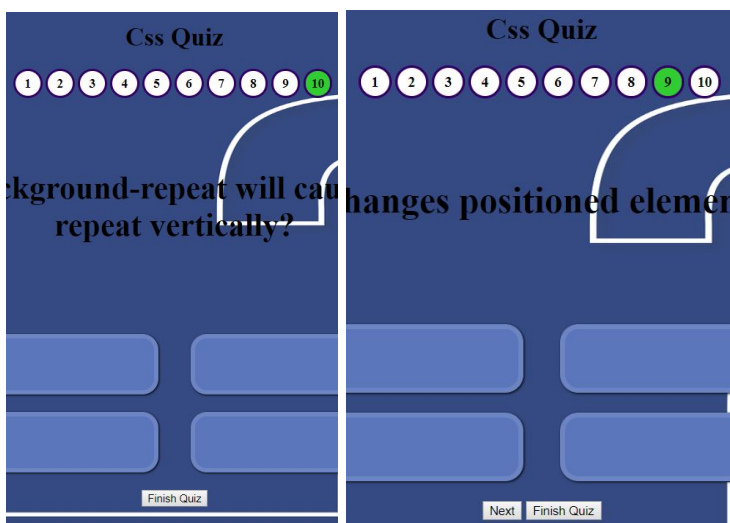 Css Quiz
1 2 3 4 5 6 7 8 9 10
ckground-repeat will cau
repeat vertically?
Finish Quiz
Css Quiz
1 2 3 4 5 6 7 8 9 10
hanges positioned elemen
Next Finish Quiz